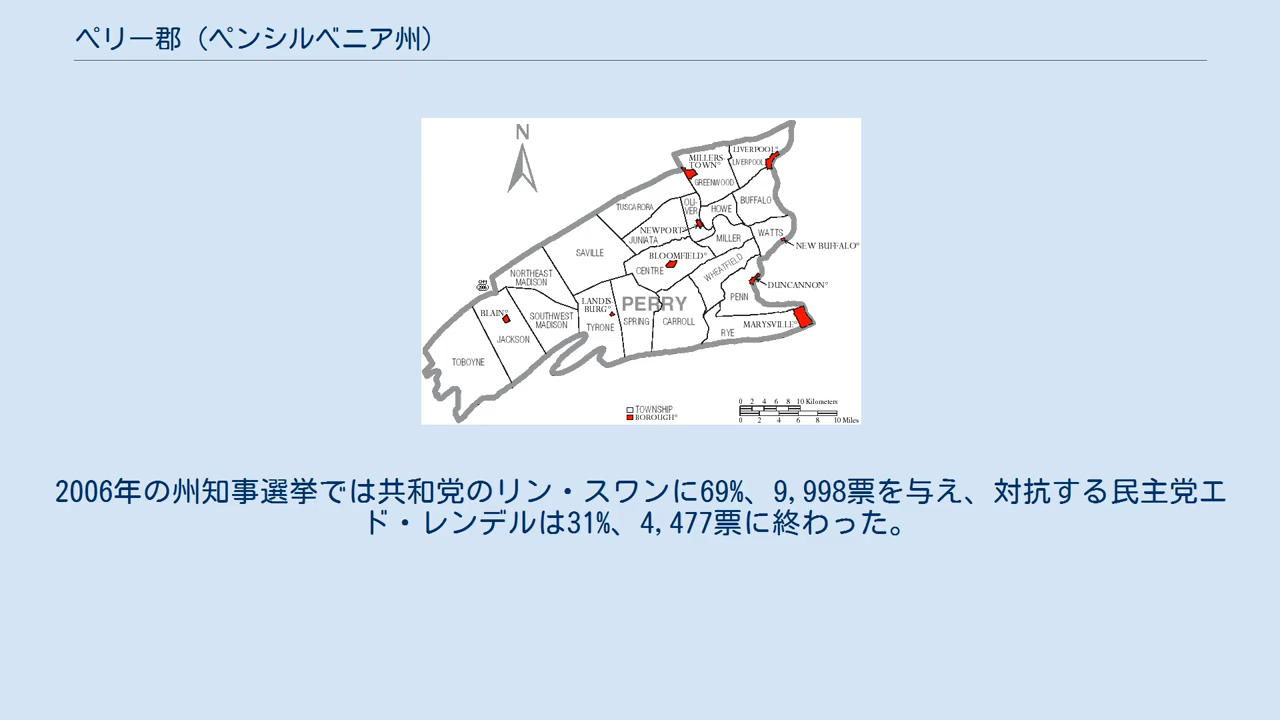 ペリー郡（ペンシルベニア州）
N
LIVERPOOL°
MILLERS-
TOWN°
LIVERPOOL
GREENWOOD
TUSCARORA
OLI-
VER
HOWE
BUFFALO
NEWPORT°
JUNIATA
MILLER
WATTS
NEW BUFFALO°
SAVILLE
BLOOMFIELD°
CENTRE
WHEATFIELD
NORTHEAST
MADISON
DUNCANNON°
PENN
LANDIS-
BURG°
PERRY
BLAIN°
SOUTHWEST
MADISON
TYRONE
SPRING
CARROLL
MARYSVILLE°
RYE
JACKSON
TOBOYNE
TOWNSHIP
BOROUGH°
0 2 4 6 8 10 Kilometers
0 2 4 6 8 10 Miles
2006年の州知事選挙では共和党のリン・スワンに69%、9,998票を与え、対抗する民主党エ
ド・レンデルは31%、4,477票に終わった。